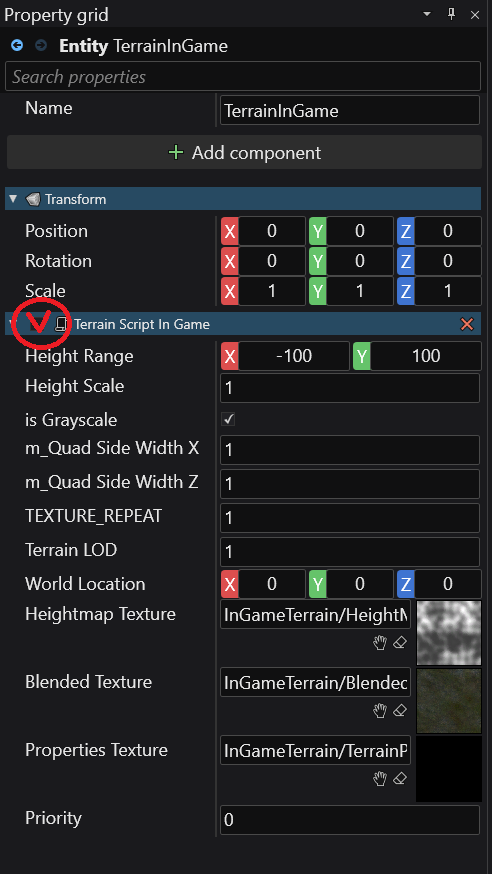 Property grid
Entity TerrainInGame
Search properties
Name TerrainInGame
Add component
Transform
Position X 0 Y 0 Z 0
Rotation X 0 Y 0 Z 0
Scale X 1 Y 1 Z 1
Terrain Script In Game
Height Range X -100 Y 100
Height Scale 1
is Grayscale
m_Quad Side Width X 1
m_Quad Side Width Z 1
TEXTURE_REPEAT 1
Terrain LOD 1
World Location X 0 Y 0 Z 0
Heightmap Texture InGameTerrain/HeightM
Blended Texture InGameTerrain/Blended
Properties Texture InGameTerrain/TerrainP
Priority 0